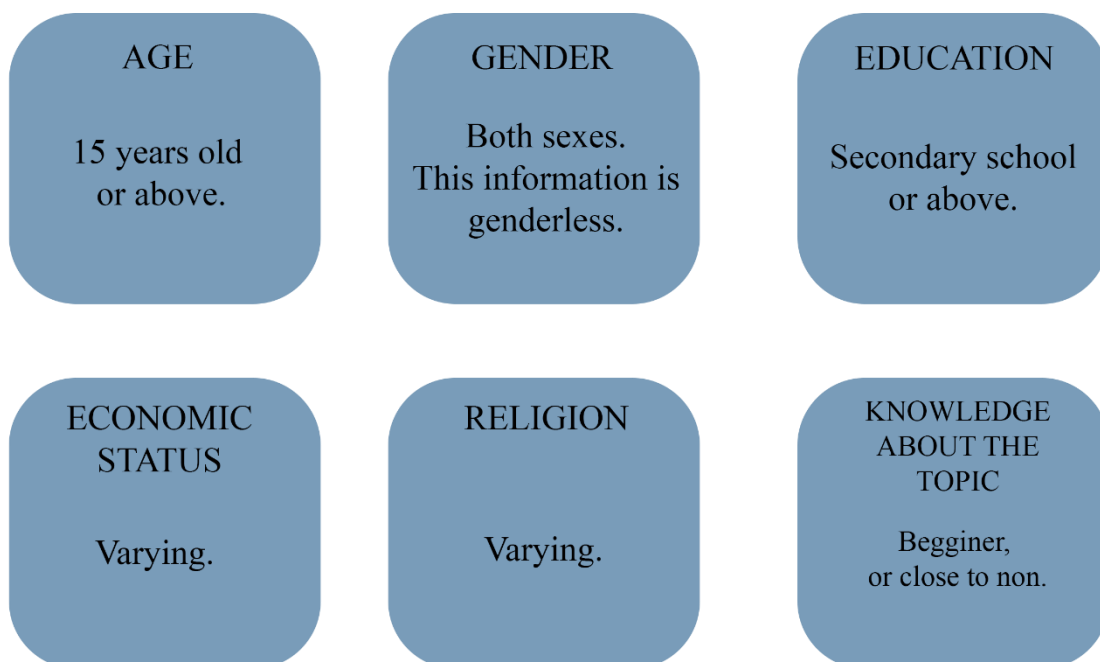 AGE
15 years old
or above.
GENDER
Both sexes.
This information is
genderless.
EDUCATION
Secondary school
or above.
ECONOMIC
STATUS
Varying.
RELIGION
Varying.
KNOWLEDGE
ABOUT THE
TOPIC
Begginer,
or close to non.